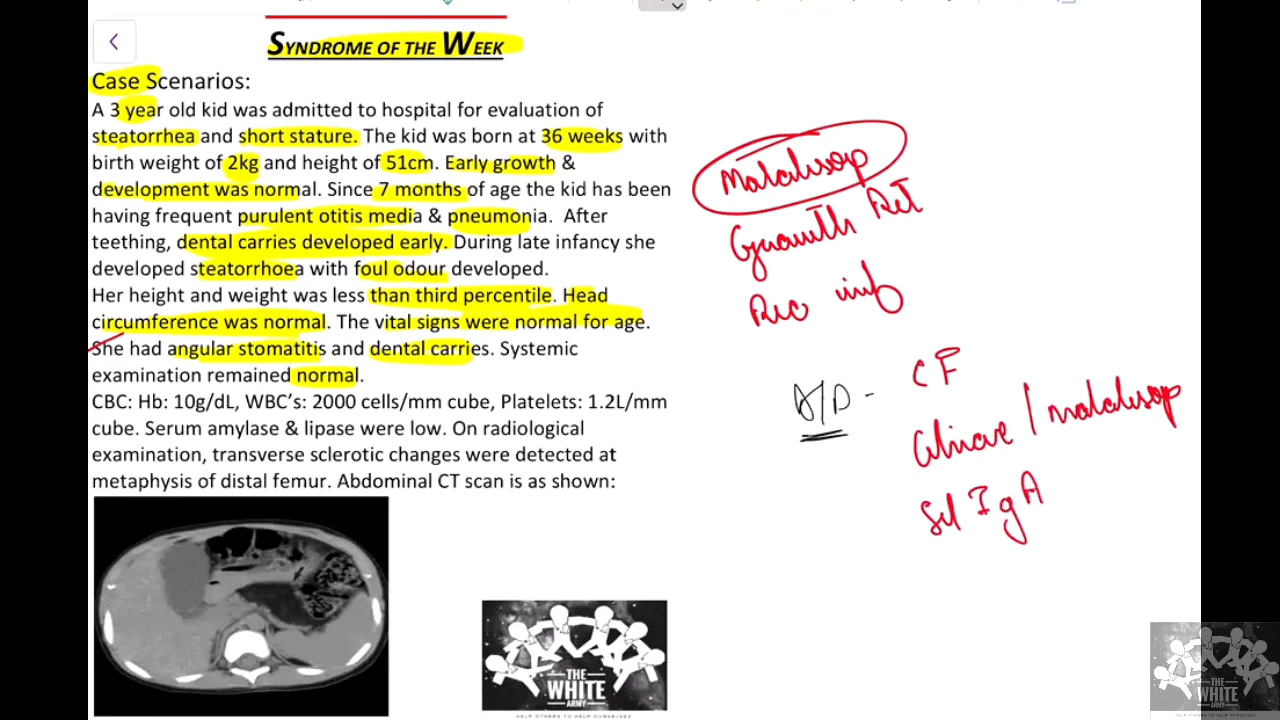 SYNDROME OF THE WEEK
Case Scenarios:
A 3 year old kid was admitted to hospital for evaluation of
steatorrhea and short stature. The kid was born at 36 weeks with
birth weight of 2kg and height of 51cm. Early growth &
development was normal. Since 7 months of age the kid has been
having frequent purulent otitis media & pneumonia. After
teething, dental carries developed early. During late infancy she
developed steatorrhoea with foul odour developed.
Her height and weight was less than third percentile. Head
circumference was normal. The vital signs were normal for age.
She had angular stomatitis and dental carries. Systemic
examination remained normal.
CBC: Hb: 10g/dL, WBC's: 2000 cells/mm cube, Platelets: 1.2L/mm
cube. Serum amylase & lipase were low. On radiological
examination, transverse sclerotic changes were detected at
metaphysis of distal femur. Abdominal CT scan is as shown:
Malabsop
Growth Ret
Rec inf
D/D -
CF
/ malabsop
Sel IgA
THE
WHITE
ARMY
HELP OTHERS TO HELP OURSELVES
THE
WHITE
ARMY